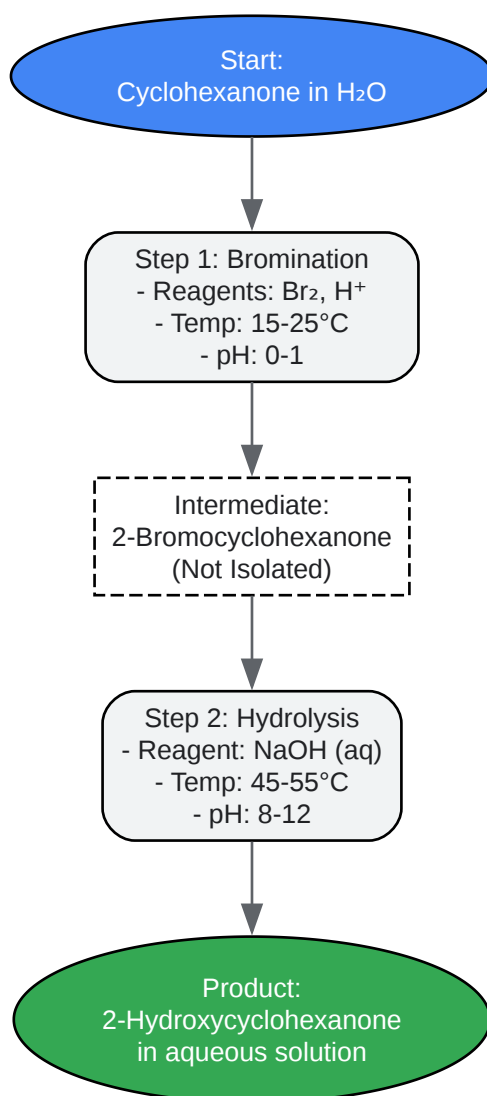 Start:
Cyclohexanone in H₂O
Step 1: Bromination
- Reagents: Br₂, H⁺
- Temp: 15-25°C
- pH: 0-1
Intermediate:
2-Bromocyclohexanone
(Not Isolated)
Step 2: Hydrolysis
- Reagent: NaOH (aq)
- Temp: 45-55°C
- pH: 8-12
Product:
2-Hydroxycyclohexanone
in aqueous solution